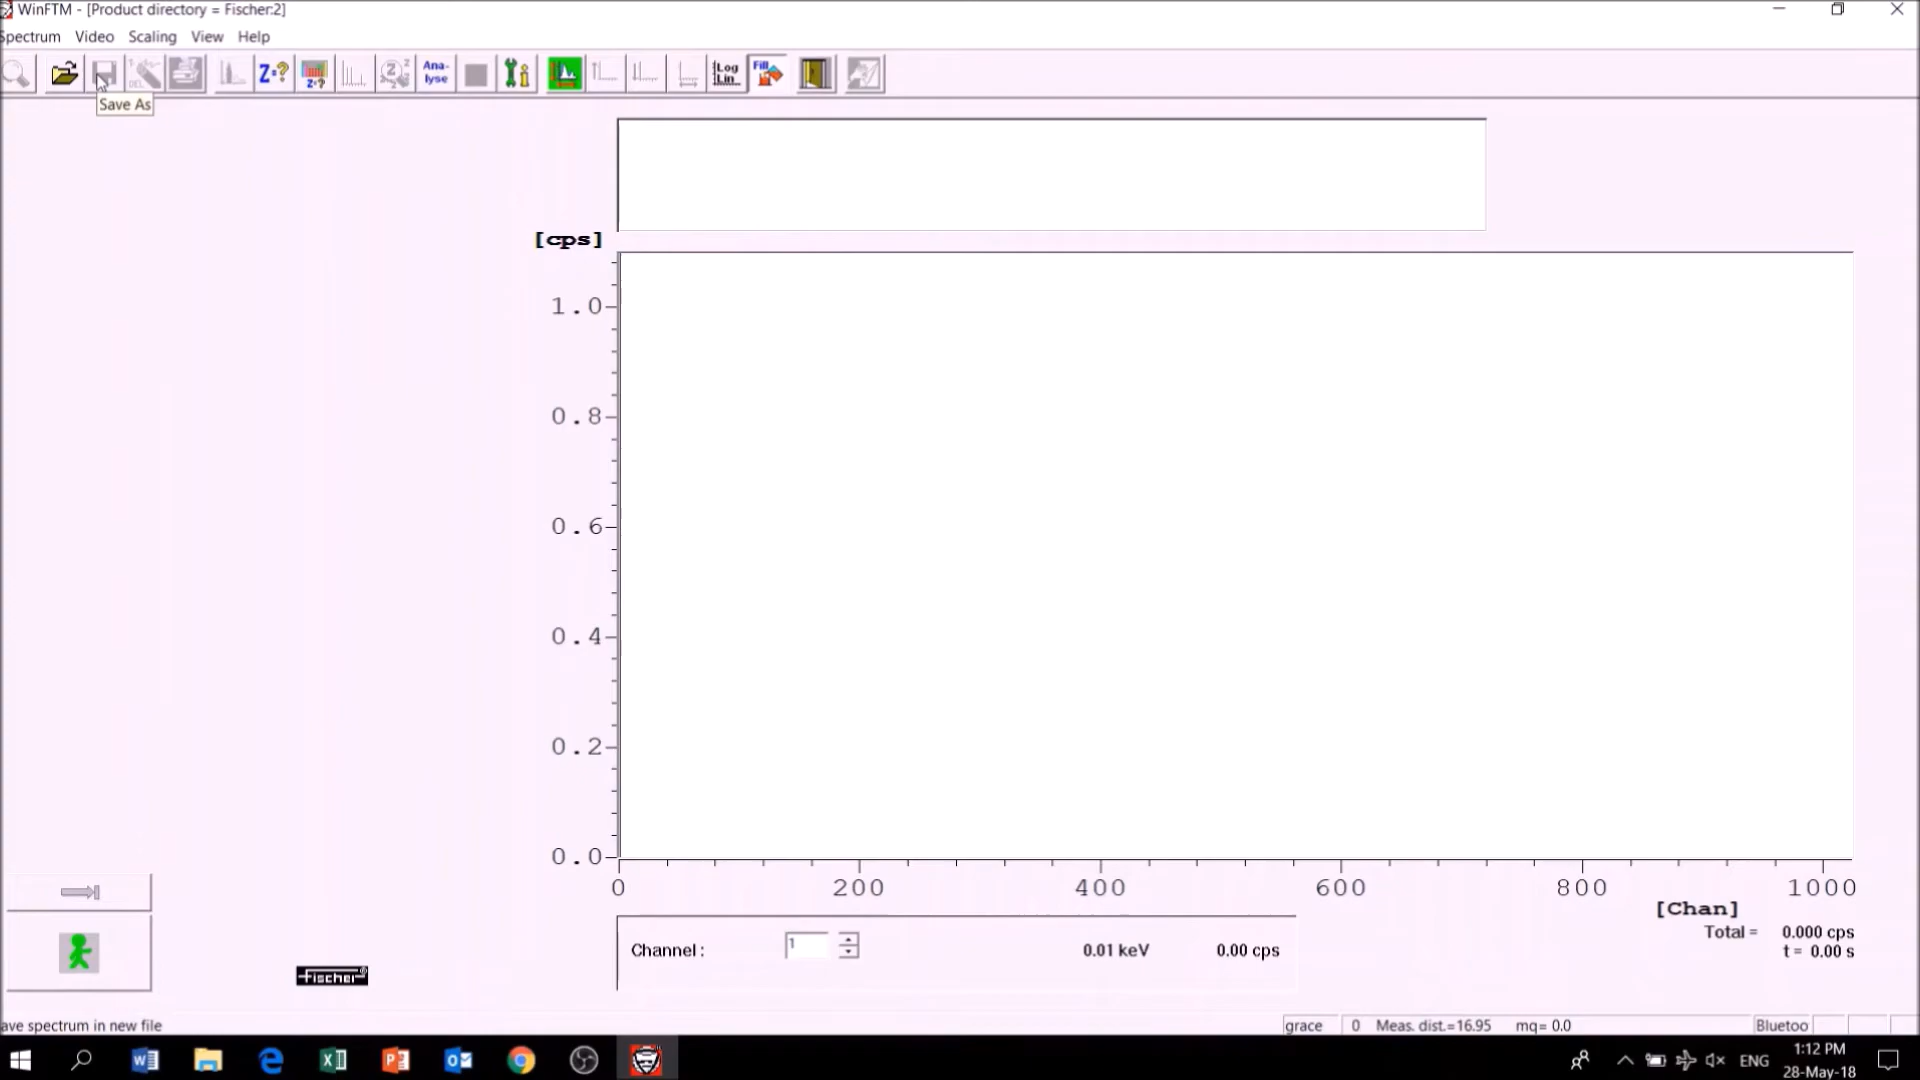 WinFTM - [Product directory = Fischer:2]
Spectrum Video Scaling View Help
DEL Z=? Z=? Z=? Ana-lyse Log Lin Fill
Save As
[cps]
1.0
0.8
0.6
0.4
0.2
0.0
0 200 400 600 800 1000
[Chan]
Total = 0.000 cps
t = 0.00 s
Channel : 1 0.01 keV 0.00 cps
fischer®
ave spectrum in new file
grace 0 Meas. dist.=16.95 mq= 0.0 Bluetoo
ENG
1:12 PM
28-May-18